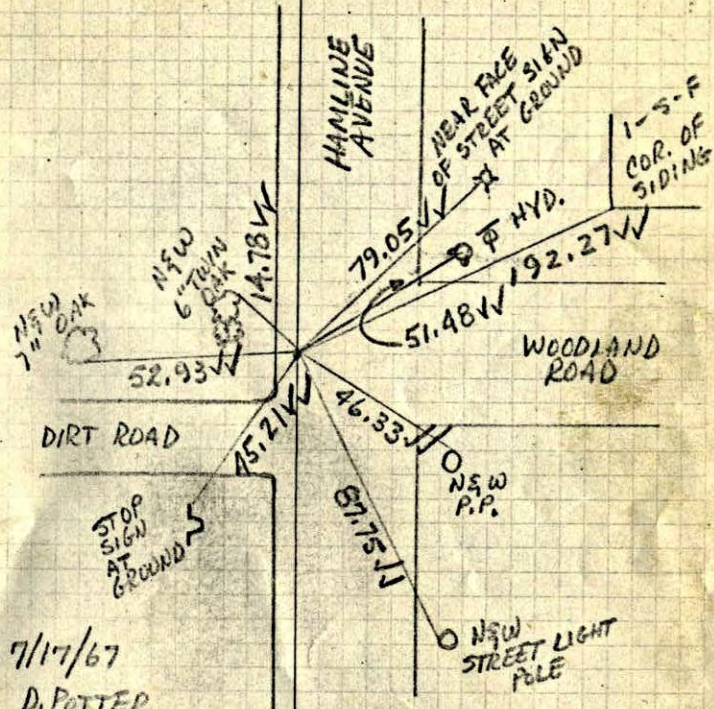 HAMLINE
AVENUE
NEAR FACE
OF STREET SIGN
AT GROUND
1-S-F
COR. OF
SIDING
79.05 ✓✓
HYD.
192.27 ✓✓
51.48 ✓✓
14.78 ✓✓
N&W
6" TWIN
OAK
N&W
7" OAK
52.93 ✓✓
WOODLAND
ROAD
DIRT ROAD
45.21 ✓✓
46.33 ✓✓
N&W
P.P.
87.75 ✓✓
STOP
SIGN
AT
GROUND
N&W
STREET LIGHT
POLE
7/17/67
D. POTTER